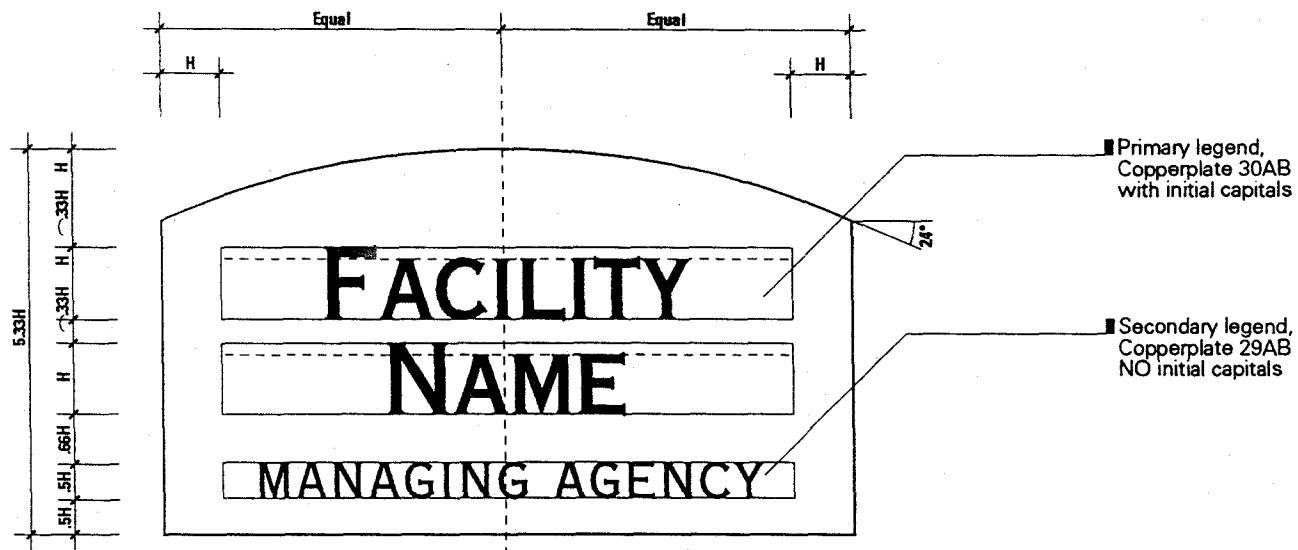 Equal Equal
H H
Primary legend,
Copperplate 30AB
with initial capitals
24°
Secondary legend,
Copperplate 29AB
NO initial capitals
FACILITY
NAME
MANAGING AGENCY
5.33H
H
.33H
H
.33H
H
.66H
.5H
.5H